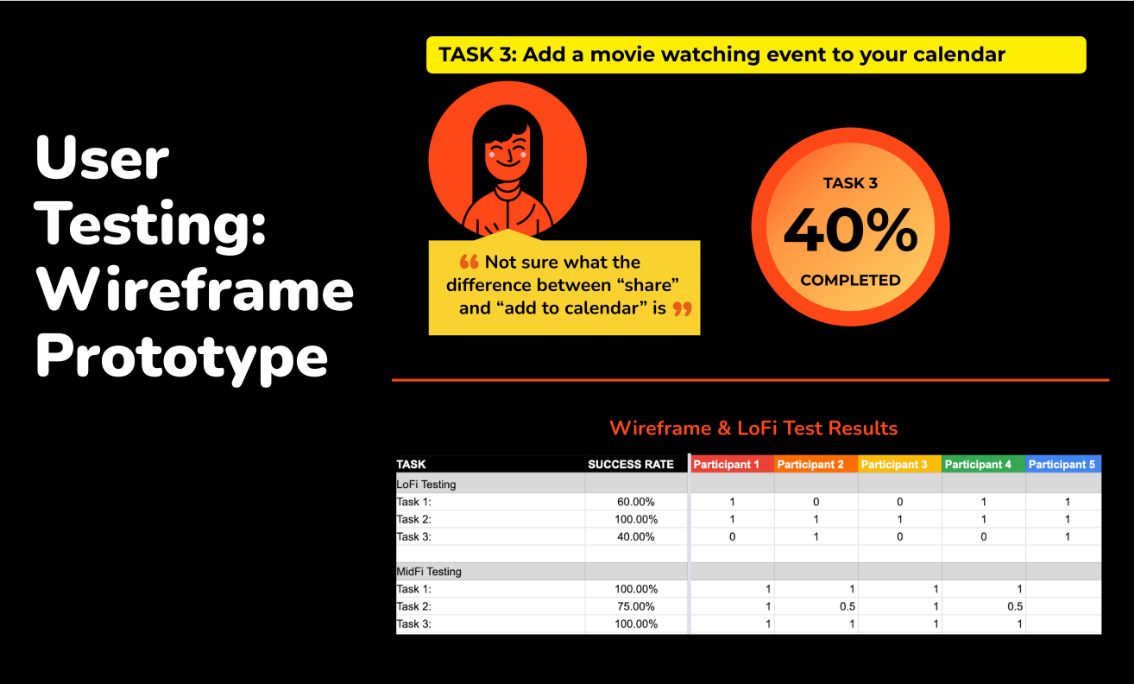 User
Testing:
Wireframe
Prototype
TASK 3: Add a movie watching event to your calendar
“ Not sure what the
difference between “share”
and “add to calendar” is ”
TASK 3
40%
COMPLETED
Wireframe & LoFi Test Results
TASK SUCCESS RATE Participant 1 Participant 2 Participant 3 Participant 4 Participant 5
LoFi Testing
Task 1: 60.00% 1 0 0 1 1
Task 2: 100.00% 1 1 1 1 1
Task 3: 40.00% 0 1 0 0 1
MidFi Testing
Task 1: 100.00% 1 1 1 1
Task 2: 75.00% 1 0.5 1 0.5
Task 3: 100.00% 1 1 1 1